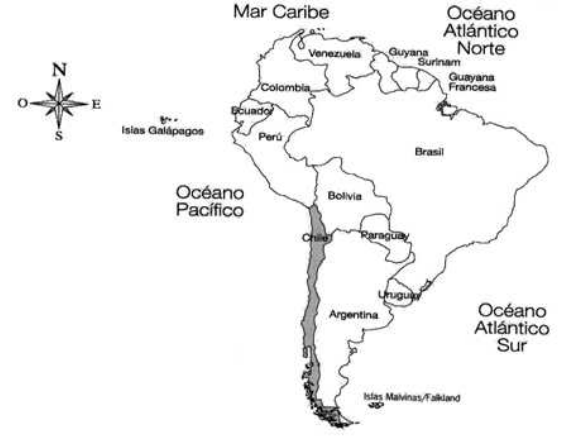 Mar Caribe
Océano
Atlántico
Norte
Venezuela
Guyana
Surinam
Guayana
Francesa
Colombia
N
O
E
S
Ecuador
Islas Galápagos
Perú
Brasil
Océano
Pacífico
Bolivia
Chile
Paraguay
Uruguay
Argentina
Océano
Atlántico
Sur
Islas Malvinas/Falkland